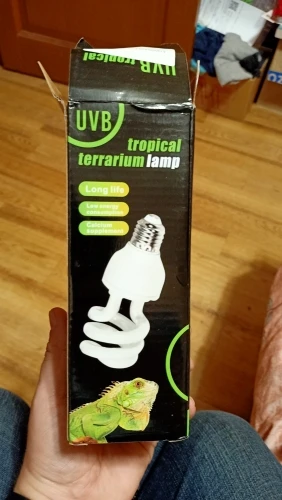 UVB tropical
UVB
tropical
terrarium lamp
Long life
Low energy
consumption
Calcium
supplement